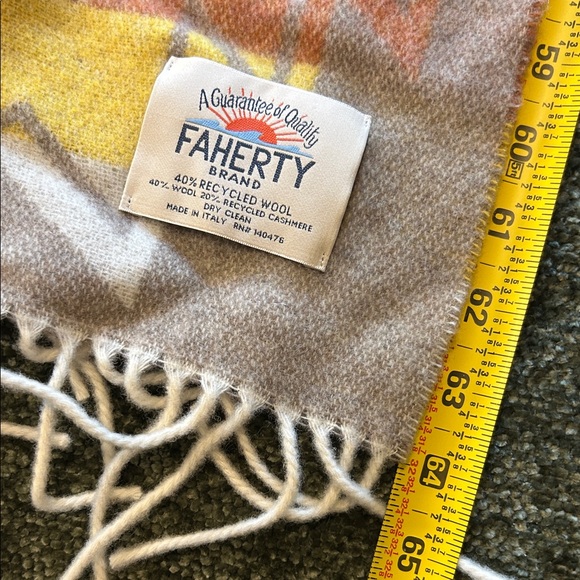 A Guarantee of Quality
FAHERTY
BRAND
40% RECYCLED WOOL
40% WOOL 20% RECYCLED CASHMERE
DRY CLEAN
MADE IN ITALY RN# 140476
59
60
61
62
63
64
65